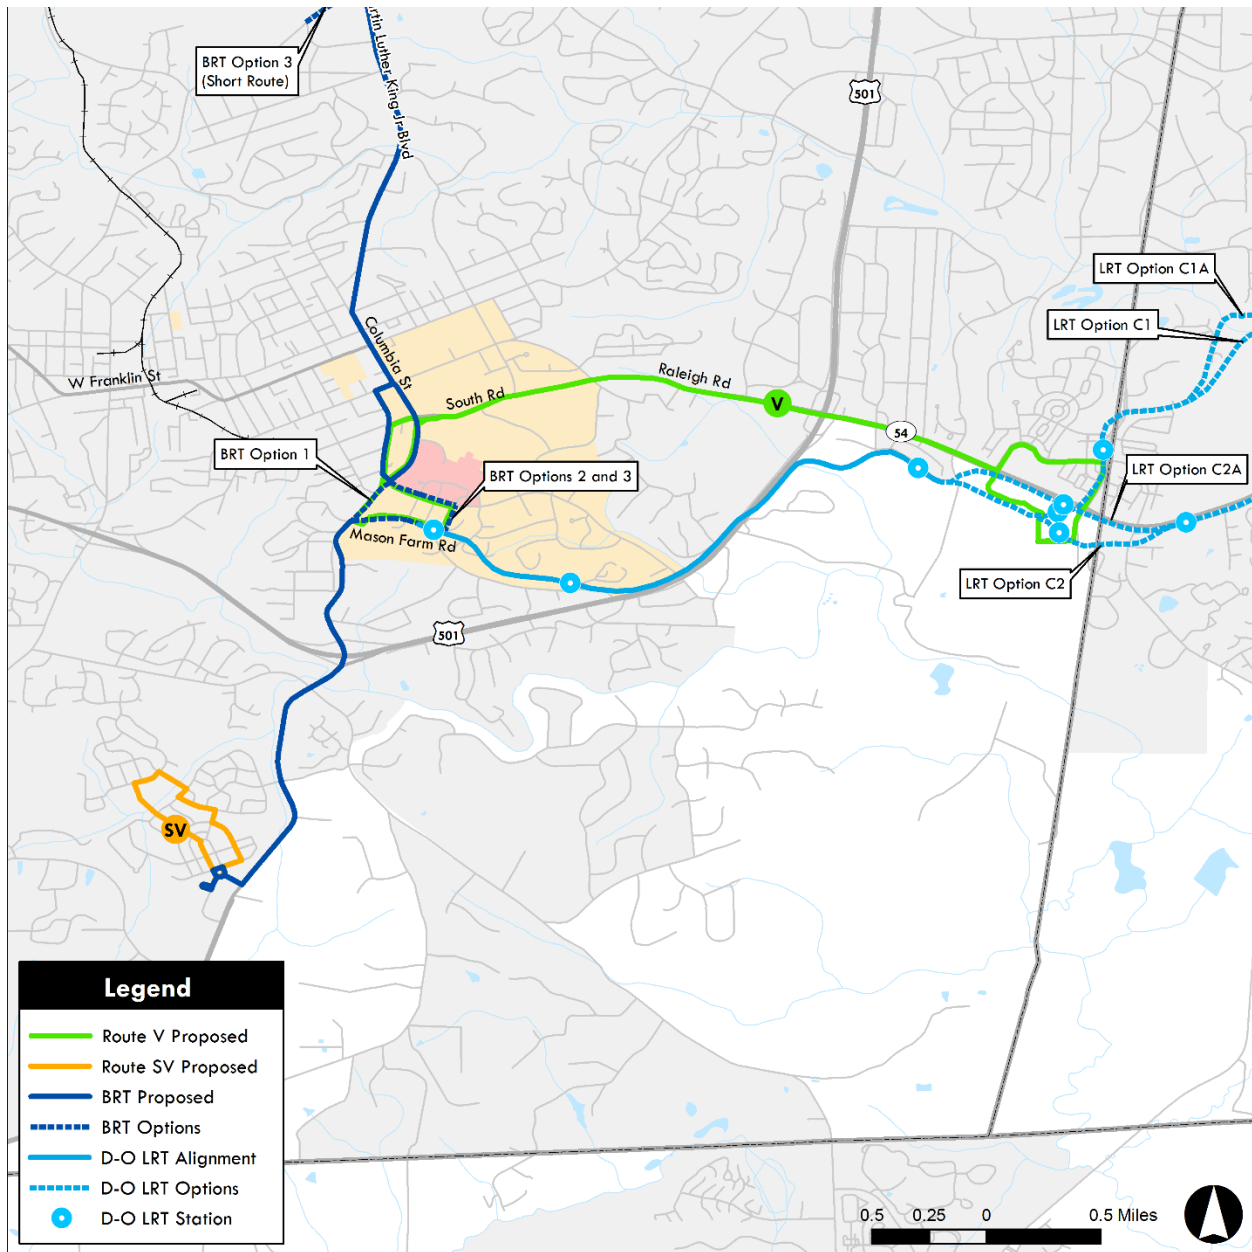 BRT Option 3
(Short Route)
rtin Luther King Jr Blvd
501
LRT Option C1A
LRT Option C1
Columbia St
W Franklin St
South Rd
Raleigh Rd
V
54
BRT Option 1
BRT Options 2 and 3
LRT Option C2A
Mason Farm Rd
LRT Option C2
501
SV
Legend
Route V Proposed
Route SV Proposed
BRT Proposed
BRT Options
D-O LRT Alignment
D-O LRT Options
D-O LRT Station
0.5 0.25 0 0.5 Miles